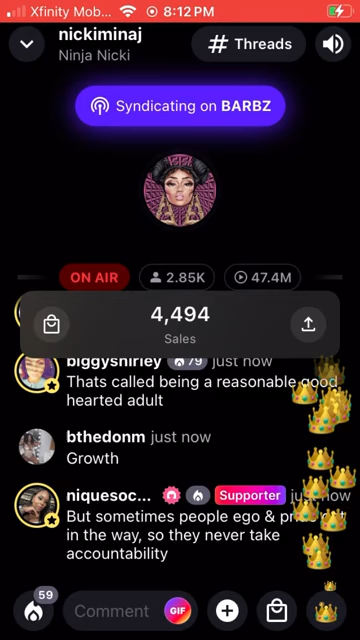 Xfinity Mob... 8:12 PM
nickiminaj
Ninja Nicki
# Threads
Syndicating on BARBZ
ON AIR 2.85K 47.4M
4,494
Sales
biggyshirley 79 just now
Thats called being a reasonable good
hearted adult
bthedonm just now
Growth
niquesoc... Supporter just now
But sometimes people ego &
in the way, so they never take
accountability
59
Comment GIF